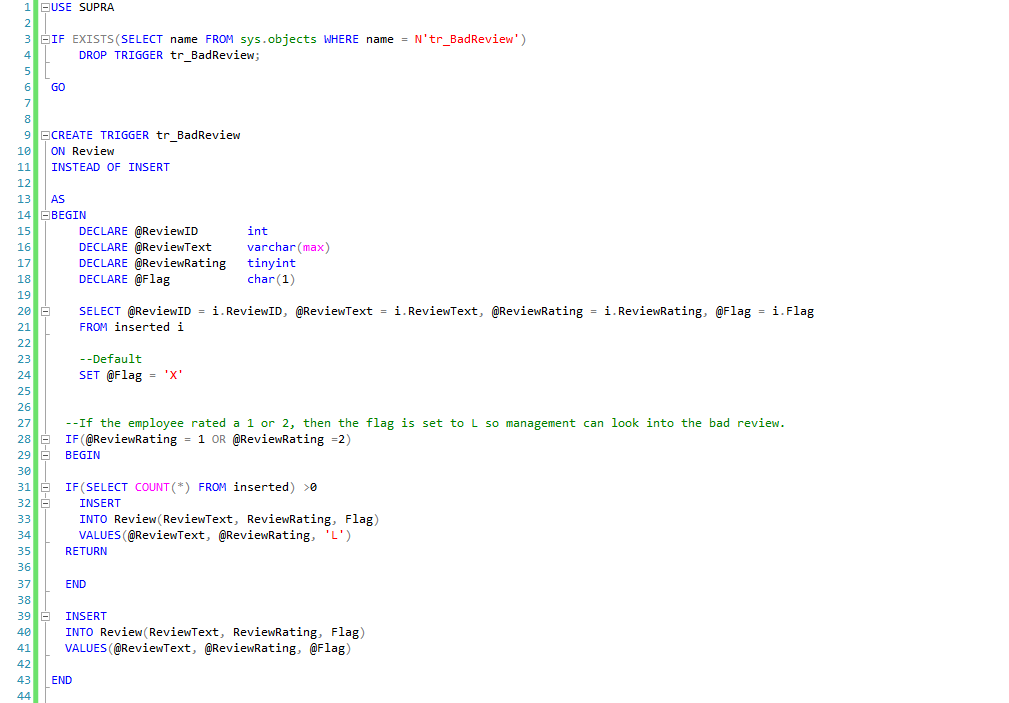 1 USE SUPRA
2
3 IF EXISTS(SELECT name FROM sys.objects WHERE name = N'tr_BadReview')
4     DROP TRIGGER tr_BadReview;
5
6 GO
7
8
9 CREATE TRIGGER tr_BadReview
10 ON Review
11 INSTEAD OF INSERT
12
13 AS
14 BEGIN
15     DECLARE @ReviewID       int
16     DECLARE @ReviewText     varchar(max)
17     DECLARE @ReviewRating   tinyint
18     DECLARE @Flag           char(1)
19
20     SELECT @ReviewID = i.ReviewID, @ReviewText = i.ReviewText, @ReviewRating = i.ReviewRating, @Flag = i.Flag
21     FROM inserted i
22
23     --Default
24     SET @Flag = 'X'
25
26
27   --If the employee rated a 1 or 2, then the flag is set to L so management can look into the bad review.
28   IF(@ReviewRating = 1 OR @ReviewRating =2)
29   BEGIN
30
31   IF(SELECT COUNT(*) FROM inserted) >0
32     INSERT
33     INTO Review(ReviewText, ReviewRating, Flag)
34     VALUES(@ReviewText, @ReviewRating, 'L')
35   RETURN
36
37   END
38
39   INSERT
40   INTO Review(ReviewText, ReviewRating, Flag)
41   VALUES(@ReviewText, @ReviewRating, @Flag)
42
43 END
44